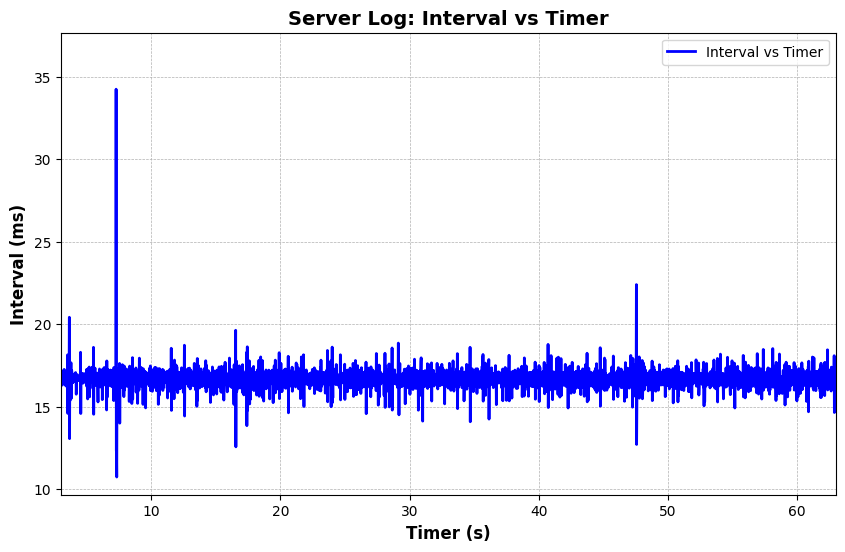 Server Log: Interval vs Timer
Interval vs Timer
35
30
25
20
15
10
Interval (ms)
10 20 30 40 50 60
Timer (s)